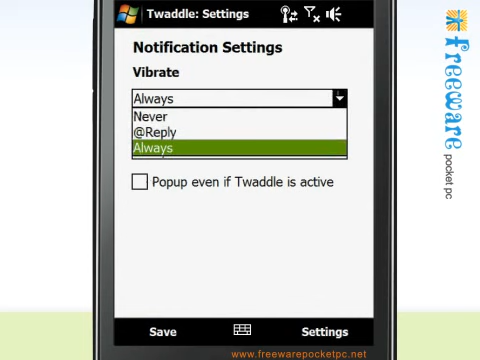 Twaddle: Settings
Notification Settings
Vibrate
Always
Never
@Reply
Always
Popup even if Twaddle is active
Save
Settings
freeware
pocket pc
www.freewarepocketpc.net